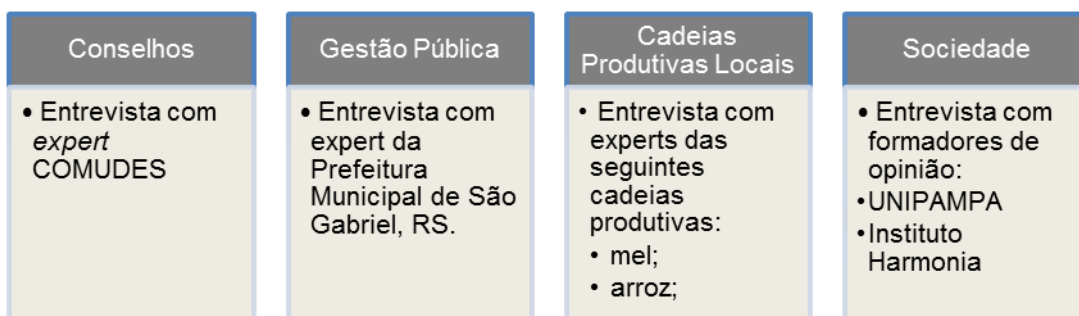 Conselhos
• Entrevista com
expert
COMUDES
Gestão Pública
• Entrevista com
expert da
Prefeitura
Municipal de São
Gabriel, RS.
Cadeias
Produtivas Locais
• Entrevista com
experts das
seguintes
cadeias
produtivas:
• mel;
• arroz;
Sociedade
• Entrevista com
formadores de
opinião:
•UNIPAMPA
•Instituto
Harmonia